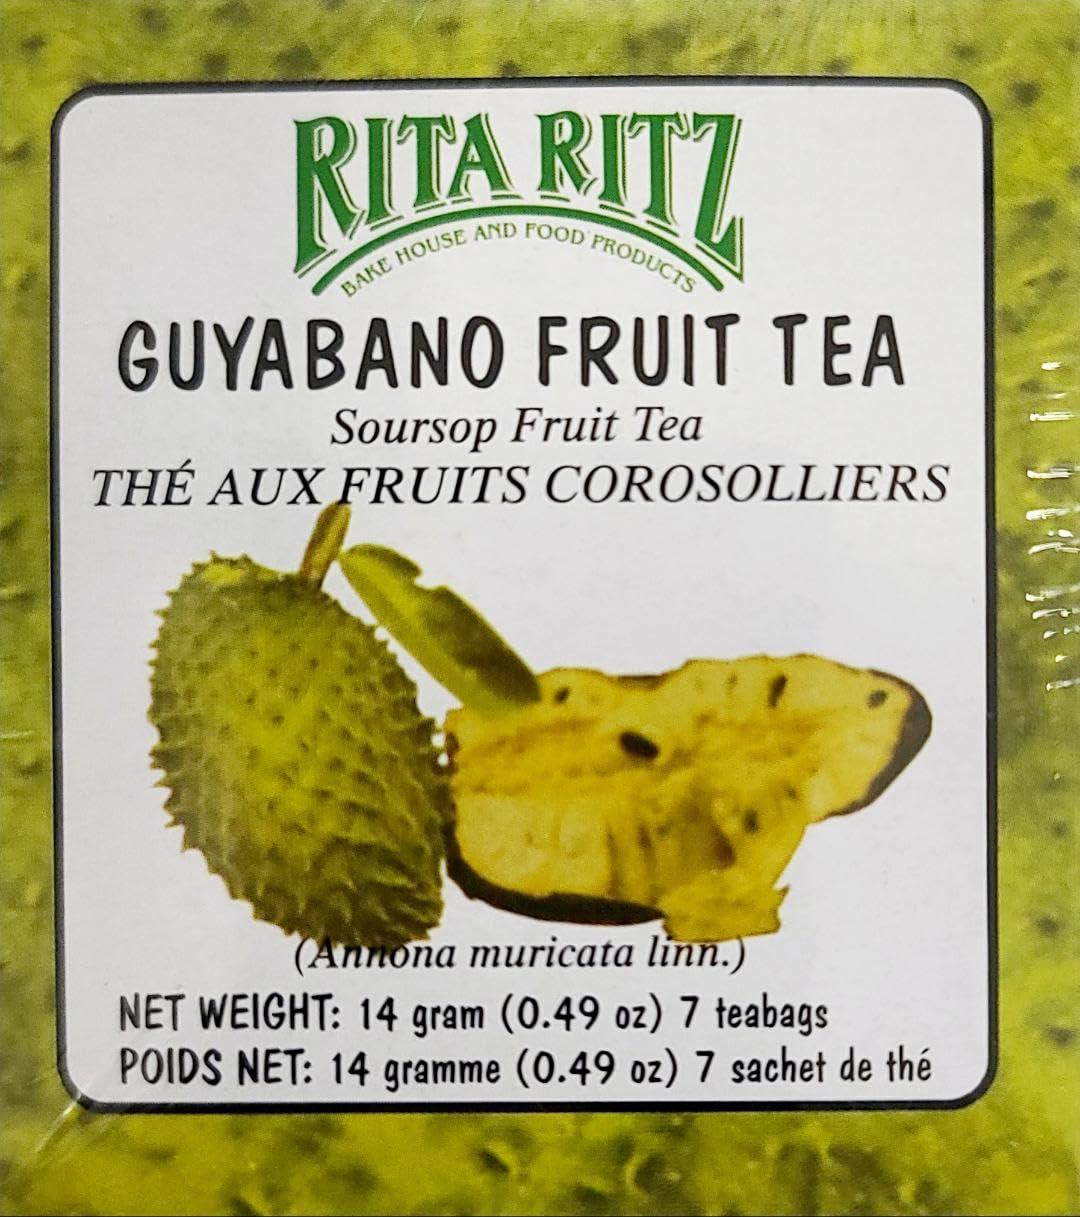 RITA RITZ
BAKE HOUSE AND FOOD PRODUCTS
GUYABANO FRUIT TEA
Soursop Fruit Tea
THÉ AUX FRUITS COROSOLLIERS
(Annona muricata linn.)
NET WEIGHT: 14 gram (0.49 oz) 7 teabags
POIDS NET: 14 gramme (0.49 oz) 7 sachet de thé